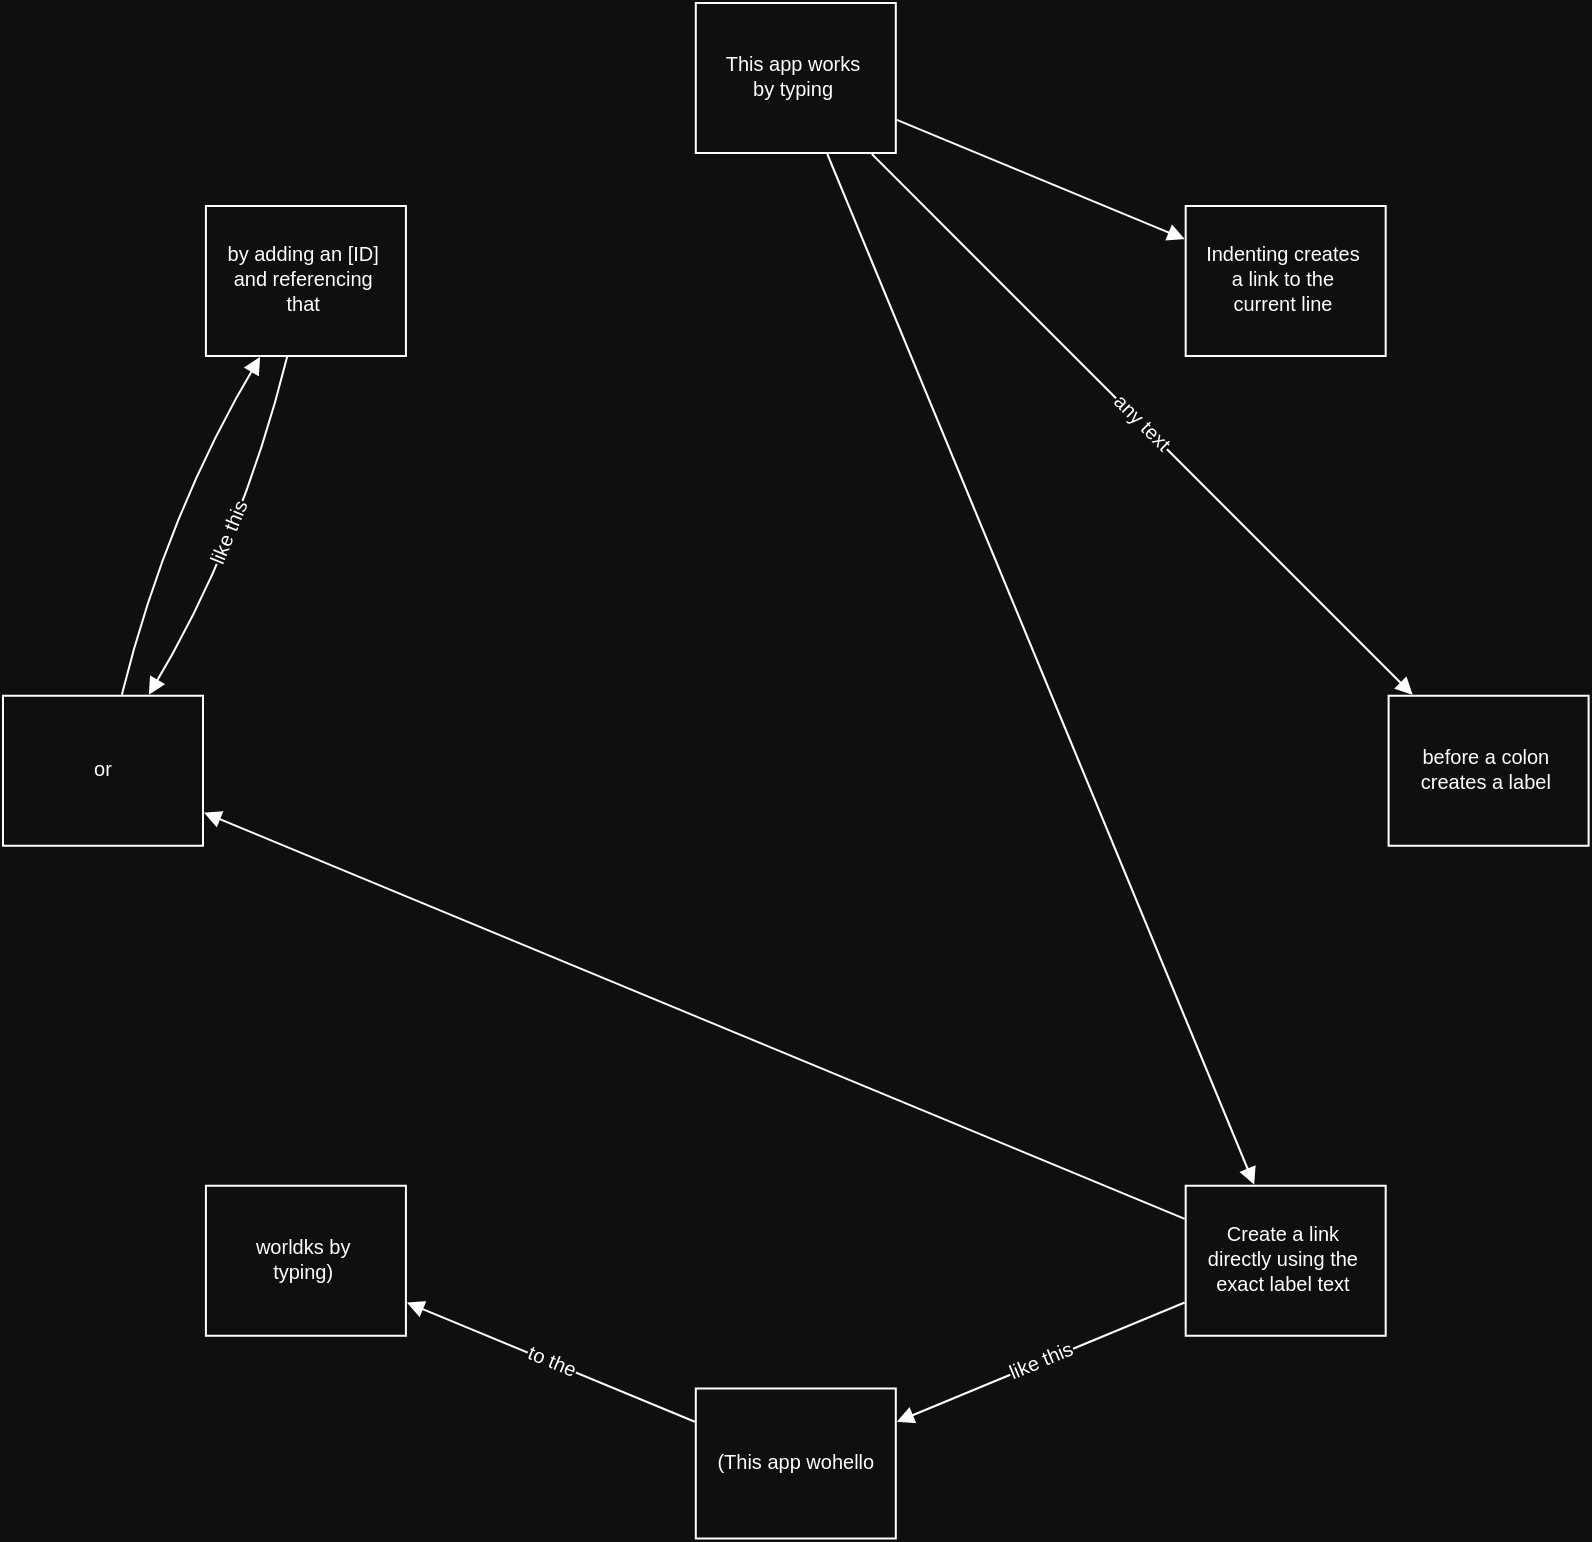 This app works
by typing
by adding an [ID]
and referencing
that
Indenting creates
a link to the
current line
any text
like this
or
before a colon
creates a label
worldks by
typing)
Create a link
directly using the
exact label text
to the
like this
(This app wohello